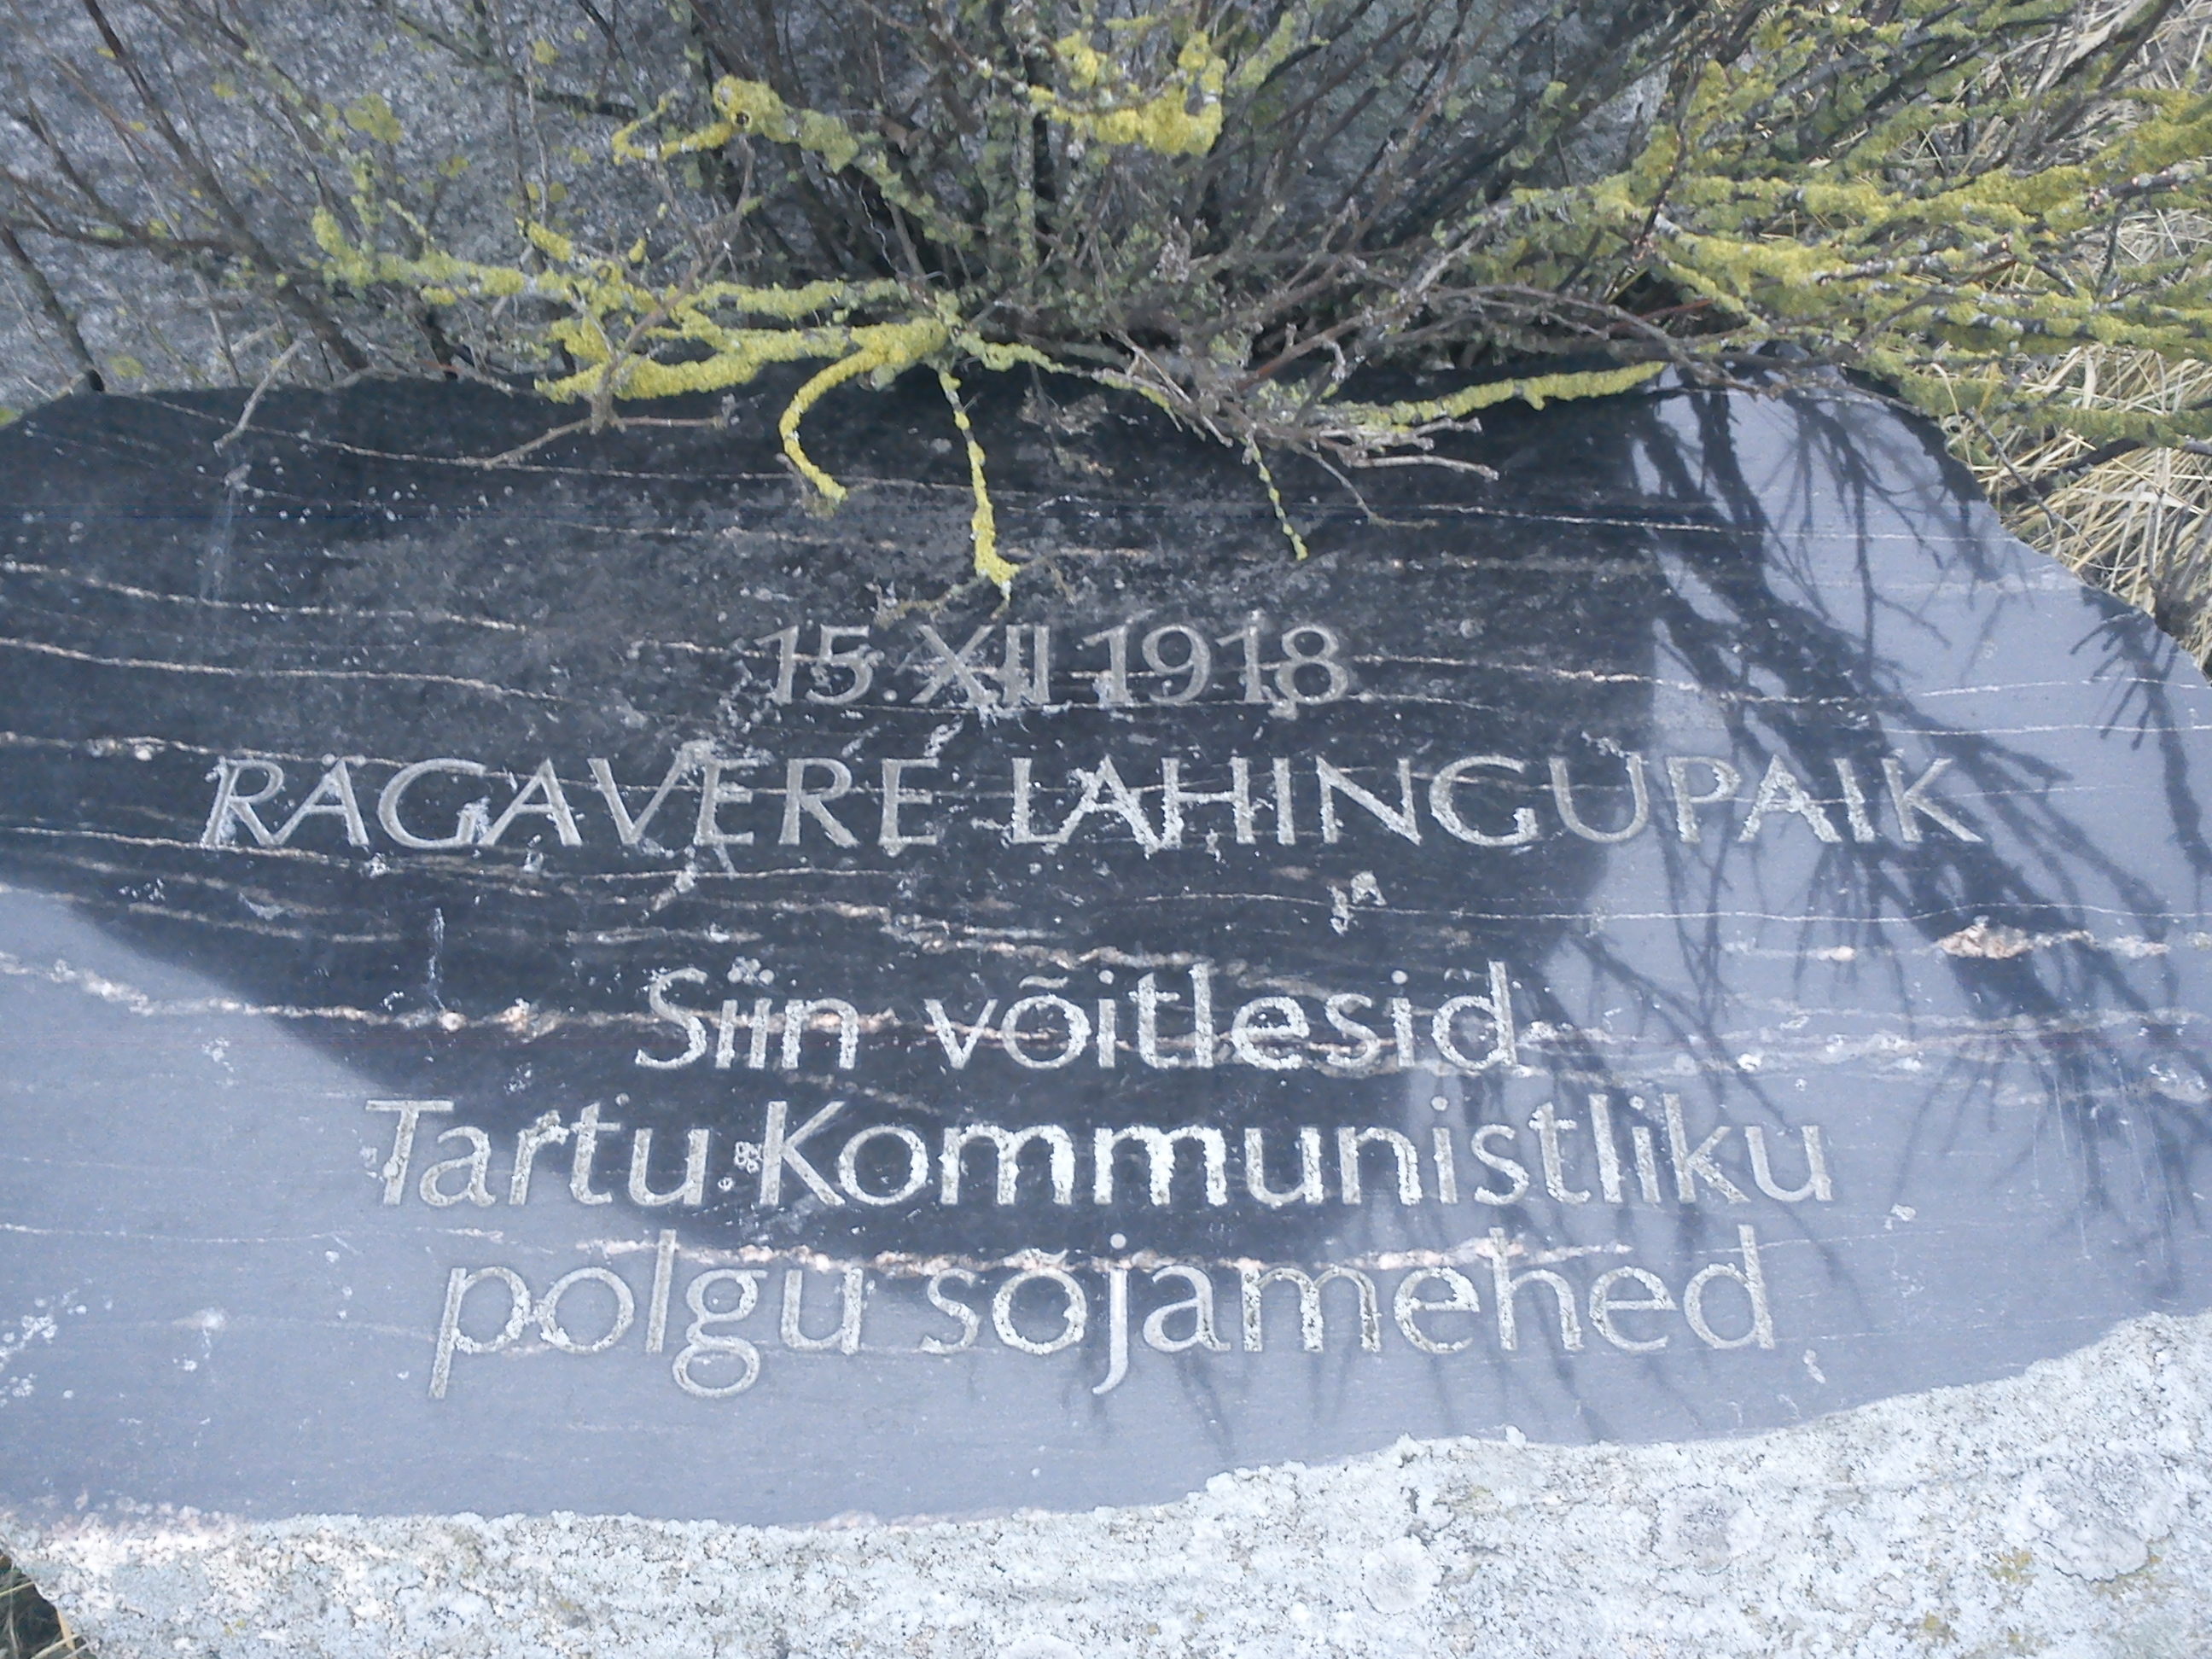 15. XII 1918.
RÄGAVERE LAHINGUPAIK
Siin võitlesid
Tartu Kommunistliku
polgu sõjamehed